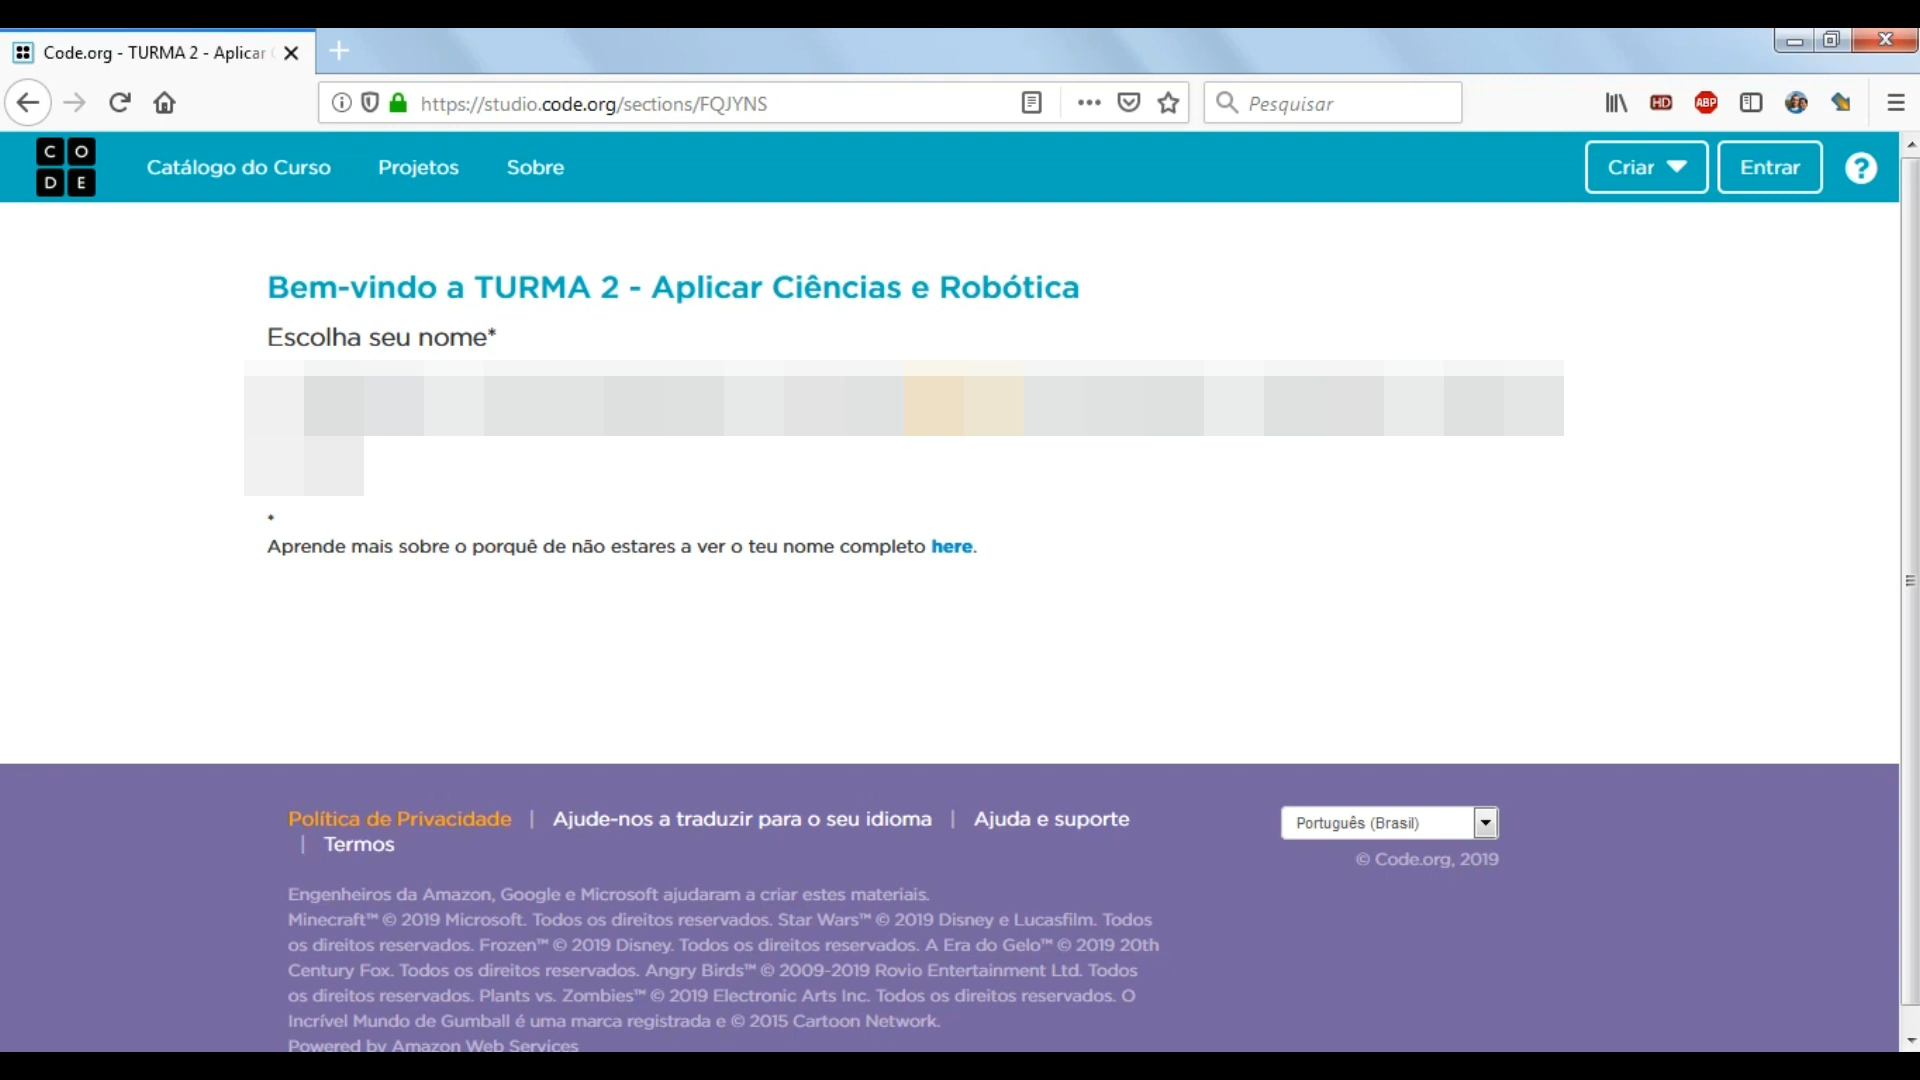 Code.org - TURMA 2 - Aplicar
https://studio.code.org/sections/FQJYNS
Pesquisar
HD
ABP
C O
D E
Catálogo do Curso
Projetos
Sobre
Criar
Entrar
?
Bem-vindo a TURMA 2 - Aplicar Ciências e Robótica
Escolha seu nome*
*
Aprende mais sobre o porquê de não estares a ver o teu nome completo here.
Política de Privacidade | Ajude-nos a traduzir para o seu idioma | Ajuda e suporte
| Termos
Português (Brasil)
© Code.org, 2019
Engenheiros da Amazon, Google e Microsoft ajudaram a criar estes materiais.
Minecraft™ © 2019 Microsoft. Todos os direitos reservados. Star Wars™ © 2019 Disney e Lucasfilm. Todos
os direitos reservados. Frozen™ © 2019 Disney. Todos os direitos reservados. A Era do Gelo™ © 2019 20th
Century Fox. Todos os direitos reservados. Angry Birds™ © 2009-2019 Rovio Entertainment Ltd. Todos
os direitos reservados. Plants vs. Zombies™ © 2019 Electronic Arts Inc. Todos os direitos reservados. O
Incrível Mundo de Gumball é uma marca registrada e © 2015 Cartoon Network.
Powered by Amazon Web Services